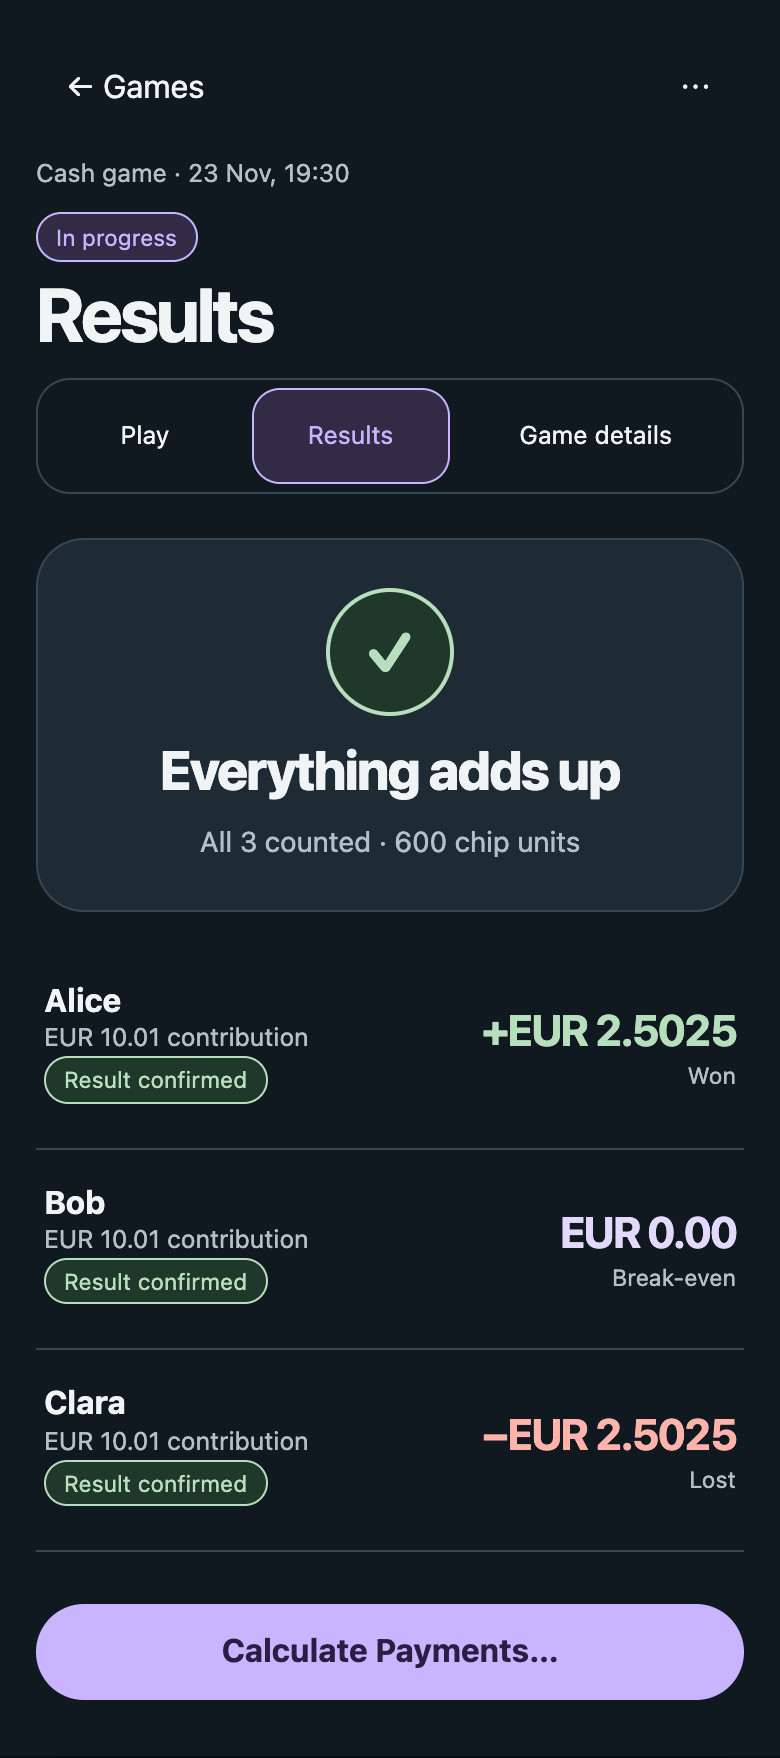 ← Games
...
Cash game · 23 Nov, 19:30
In progress
Results
Play
Results
Game details
Everything adds up
All 3 counted · 600 chip units
Alice
EUR 10.01 contribution
Result confirmed
+EUR 2.5025
Won
Bob
EUR 10.01 contribution
Result confirmed
EUR 0.00
Break-even
Clara
EUR 10.01 contribution
Result confirmed
−EUR 2.5025
Lost
Calculate Payments...